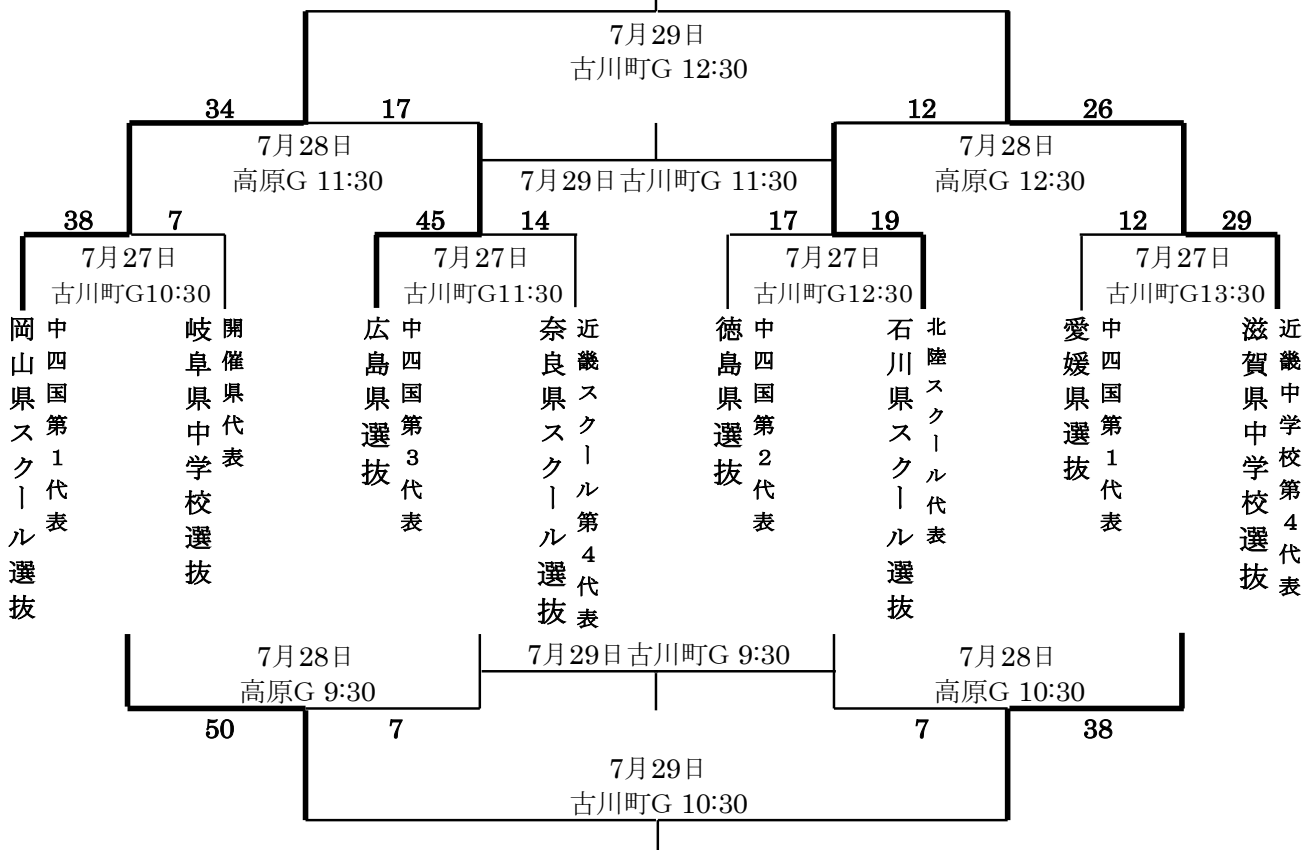 7月29日
古川町G 12:30
34
17
12
26
7月28日
高原G 11:30
7月29日古川町G 11:30
7月28日
高原G 12:30
38
7
45
14
17
19
12
29
7月27日
古川町G10:30
7月27日
古川町G11:30
7月27日
古川町G12:30
7月27日
古川町G13:30
岡山県スクール選抜
中四国第1代表
岐阜県中学校選抜
開催県代表
広島県選抜
中四国第3代表
奈良県スクール選抜
近畿スクール第4代表
徳島県選抜
中四国第2代表
石川県スクール選抜
北陸スクール代表
愛媛県選抜
中四国第1代表
滋賀県中学校選抜
近畿中学校第4代表
7月28日
高原G 9:30
7月29日古川町G 9:30
7月28日
高原G 10:30
50
7
7
38
7月29日
古川町G 10:30